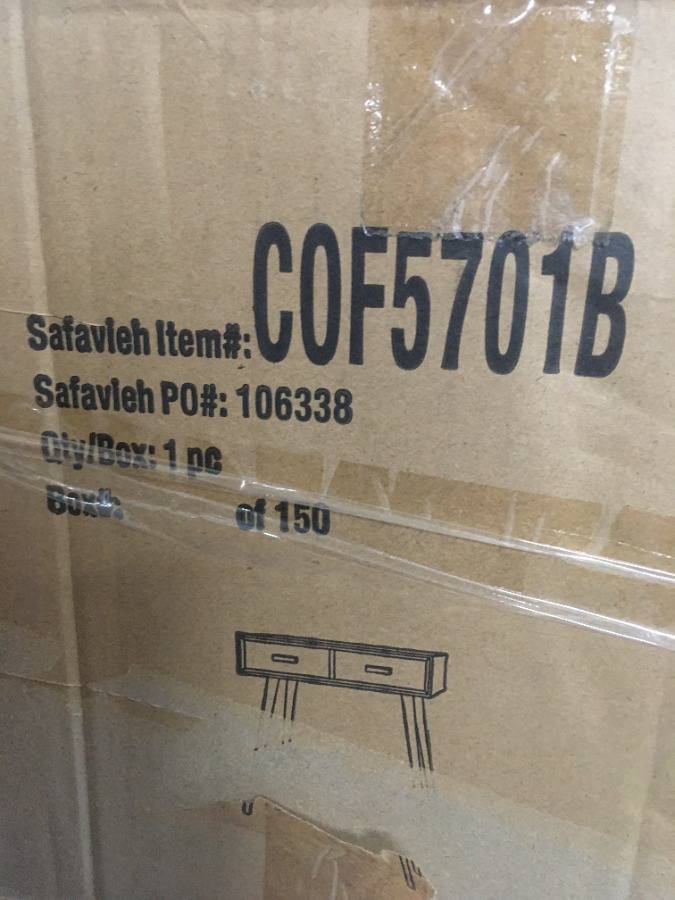 Safavieh Item#: COF5701B
Safavieh PO#: 106338
Qty/Box: 1 pc
Box#: of 150